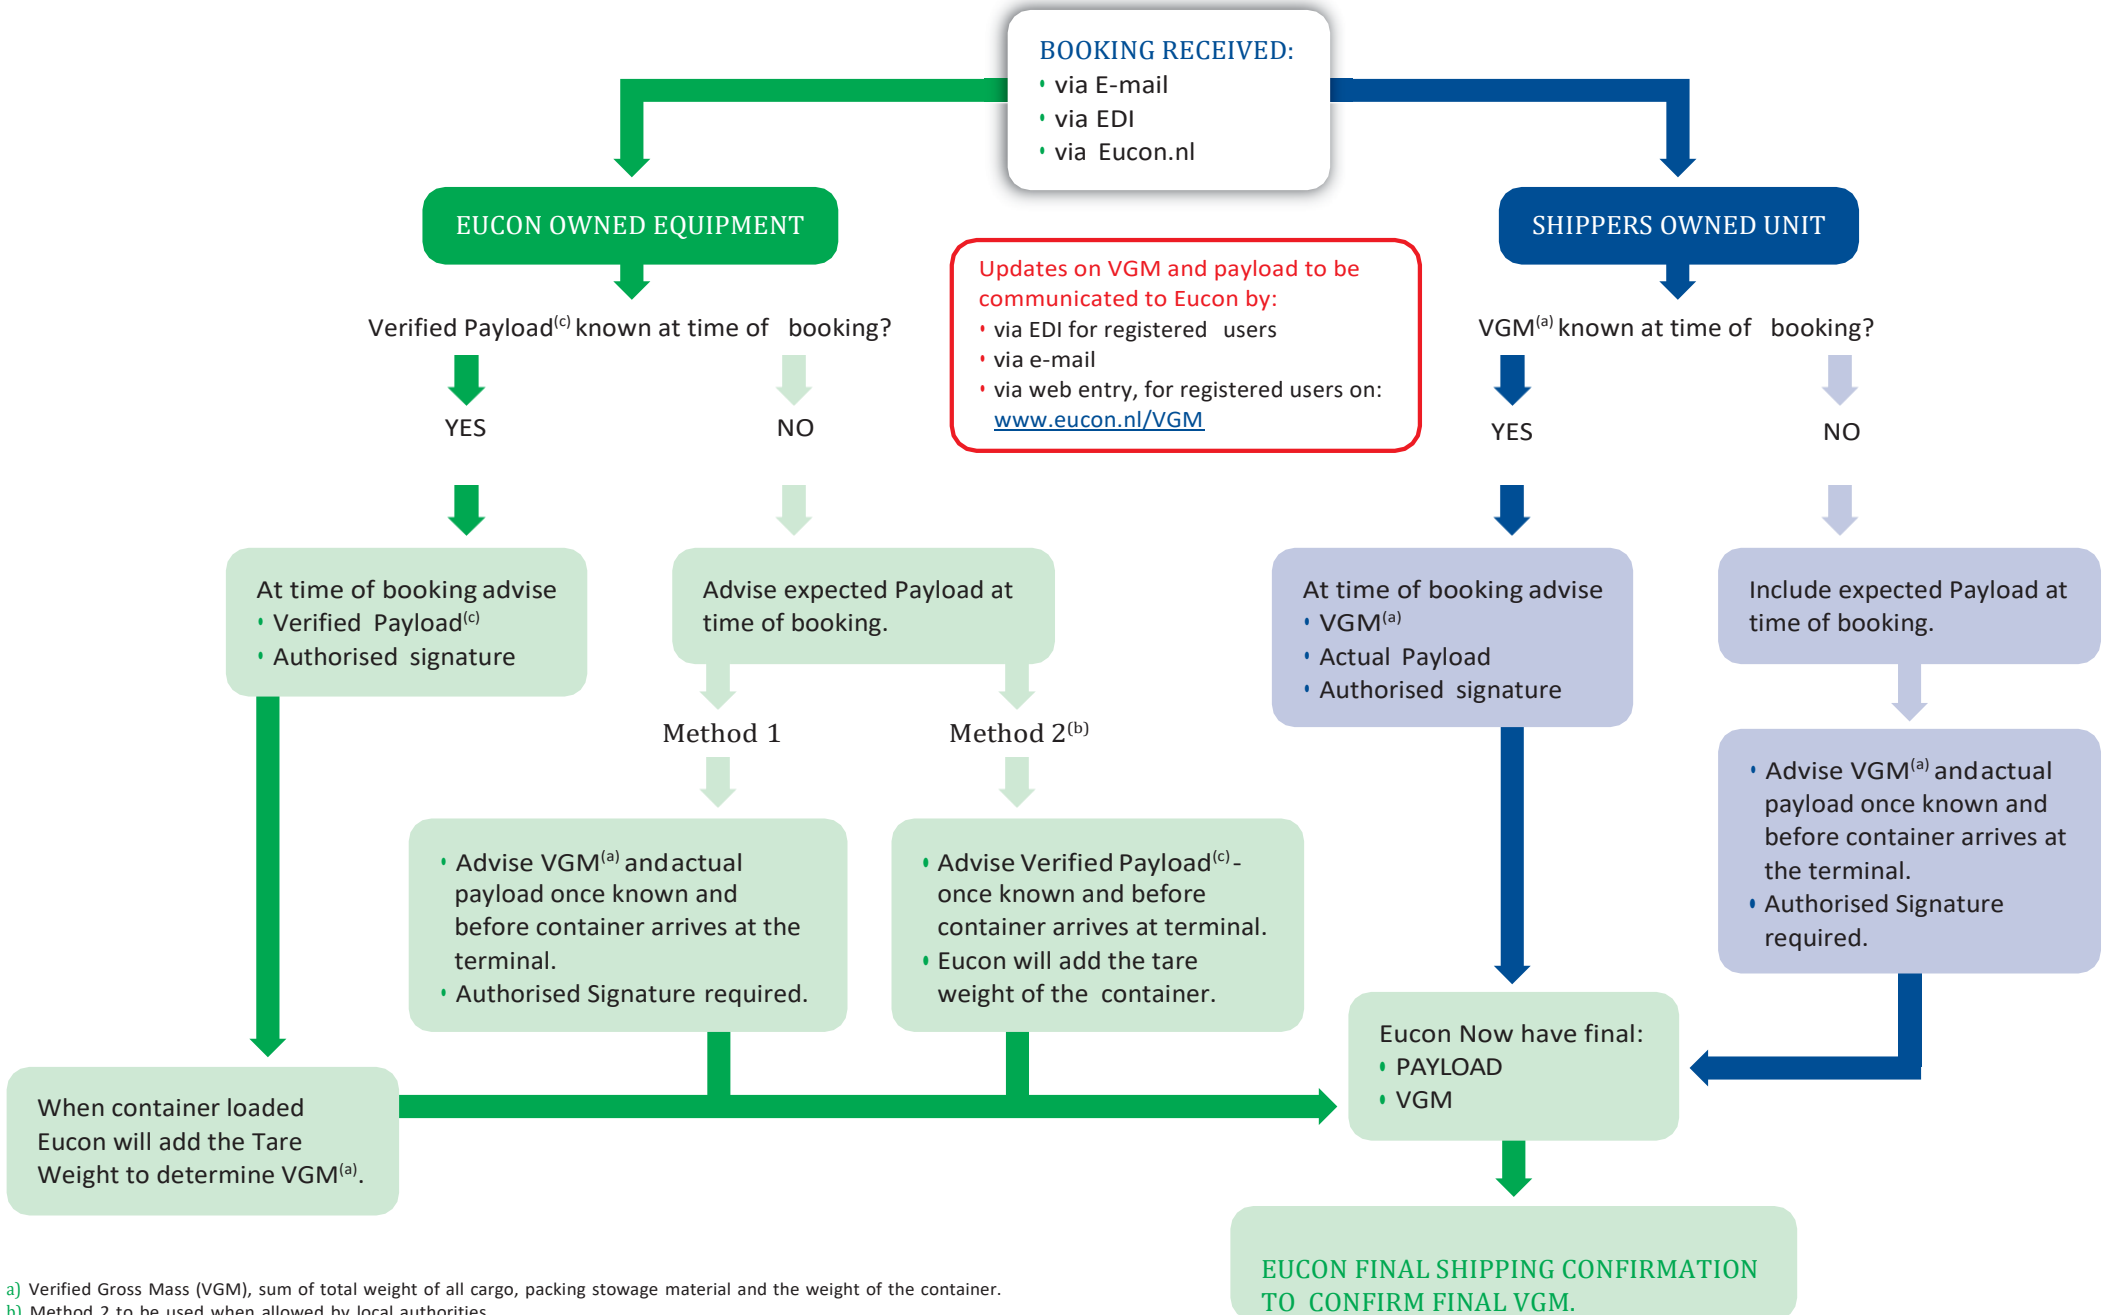 BOOKING RECEIVED:
• via E-mail
• via EDI
• via Eucon.nl
EUCON OWNED EQUIPMENT
SHIPPERS OWNED UNIT
Updates on VGM and payload to be
communicated to Eucon by:
• via EDI for registered users
• via e-mail
• via web entry, for registered users on:
www.eucon.nl/VGM
Verified Payload(c) known at time of booking?
VGM(a) known at time of booking?
YES
NO
YES
NO
At time of booking advise
• Verified Payload(c)
• Authorised signature
Advise expected Payload at
time of booking.
At time of booking advise
• VGM(a)
• Actual Payload
• Authorised signature
Include expected Payload at
time of booking.
Method 1
Method 2(b)
• Advise VGM(a) and actual
payload once known and
before container arrives at the
terminal.
• Authorised Signature required.
• Advise Verified Payload(c) -
once known and before
container arrives at terminal.
• Eucon will add the tare
weight of the container.
• Advise VGM(a) and actual
payload once known and
before container arrives at
the terminal.
• Authorised Signature
required.
When container loaded
Eucon will add the Tare
Weight to determine VGM(a).
Eucon Now have final:
• PAYLOAD
• VGM
EUCON FINAL SHIPPING CONFIRMATION
TO CONFIRM FINAL VGM.
a) Verified Gross Mass (VGM), sum of total weight of all cargo, packing stowage material and the weight of the container.
b) Method 2 to be used when allowed by local authorities